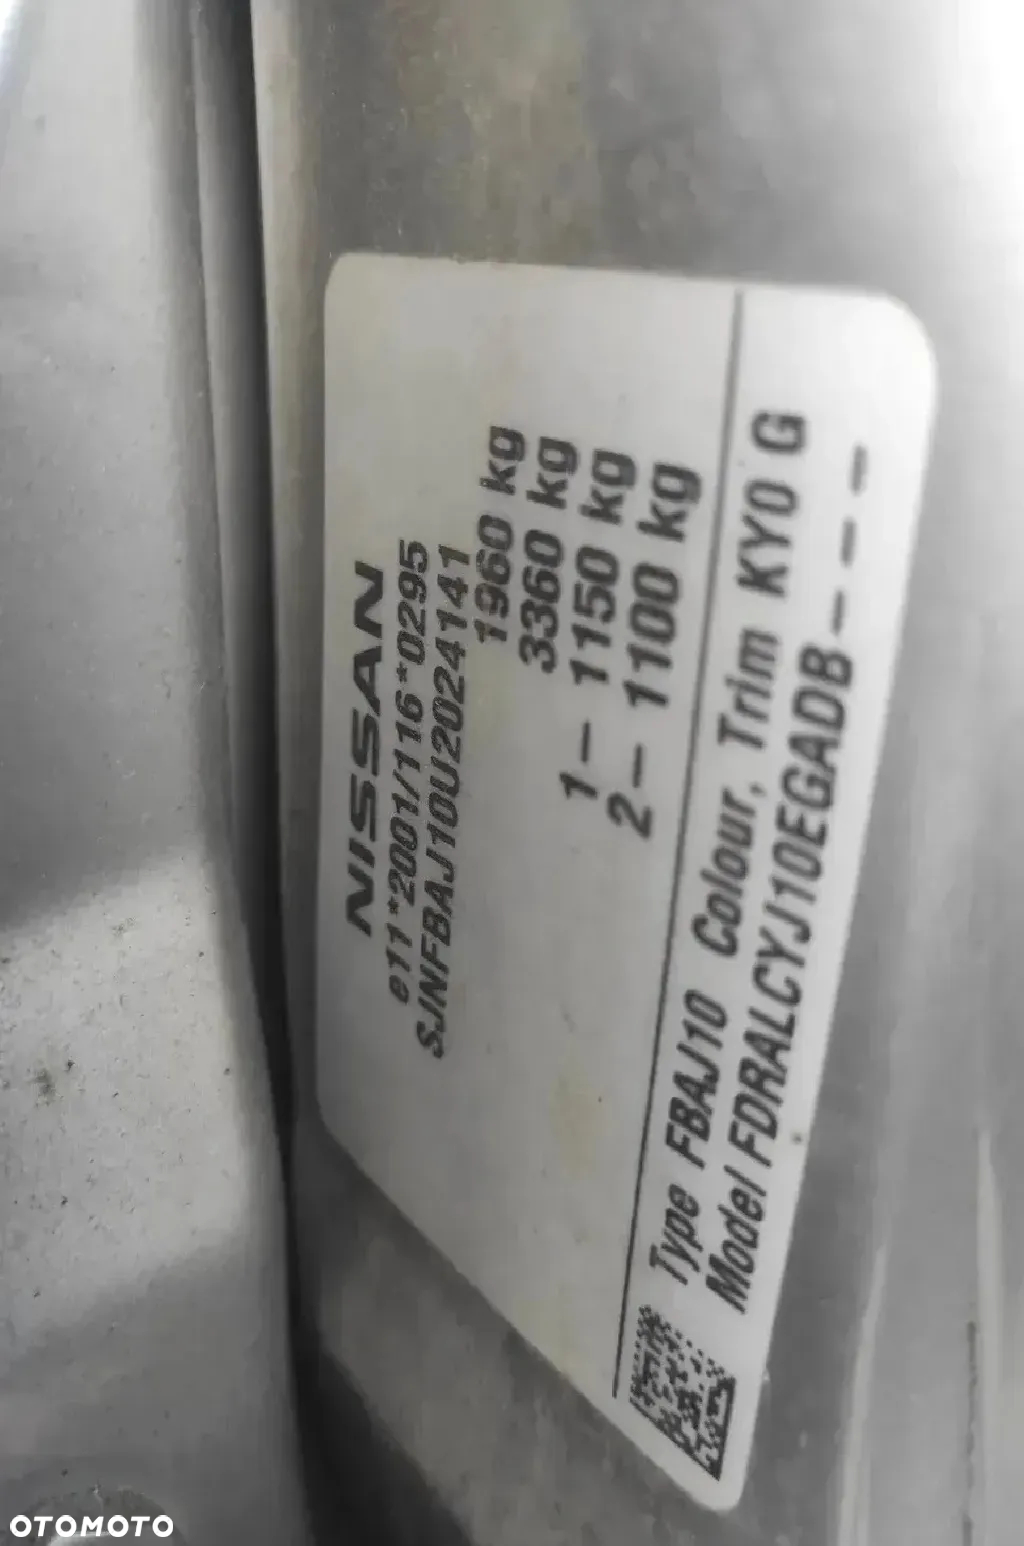 NISSAN
e11*2001/116*0295
SJNFBAJ10U2024141
1960 kg
3360 kg
1– 1150 kg
2– 1100 kg
Type FBAJ10 Colour, Trim KY0 G
Model FDRALCYJ10EGADB– – – –
OTOMOTO